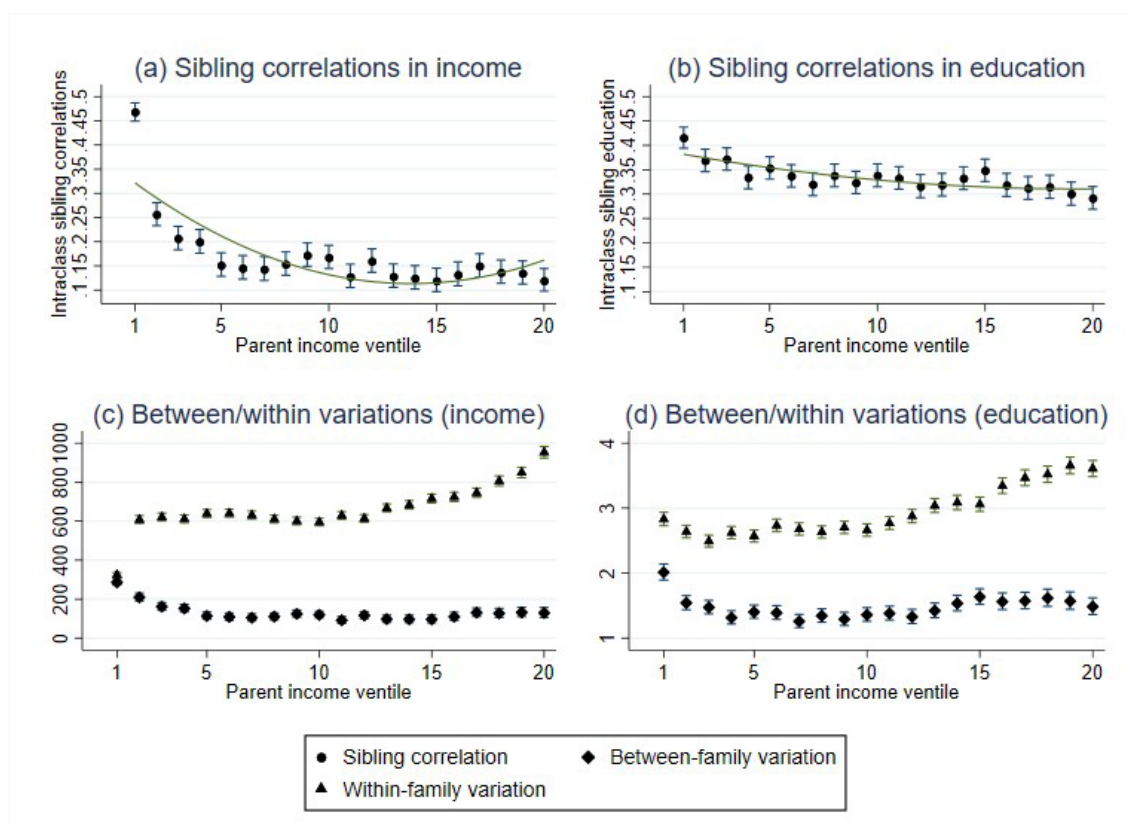 (a) Sibling correlations in income
Intraclass sibling correlations
.1 .15 .2 .25 .3 .35 .4 .45 .5
1 5 10 15 20
Parent income ventile
(b) Sibling correlations in education
Intraclass sibling education
.1 .15 .2 .25 .3 .35 .4 .45 .5
1 5 10 15 20
Parent income ventile
(c) Between/within variations (income)
0 200 400 600 800 1000
1 5 10 15 20
Parent income ventile
(d) Between/within variations (education)
1 2 3 4
1 5 10 15 20
Parent income ventile
Sibling correlation
Between-family variation
Within-family variation